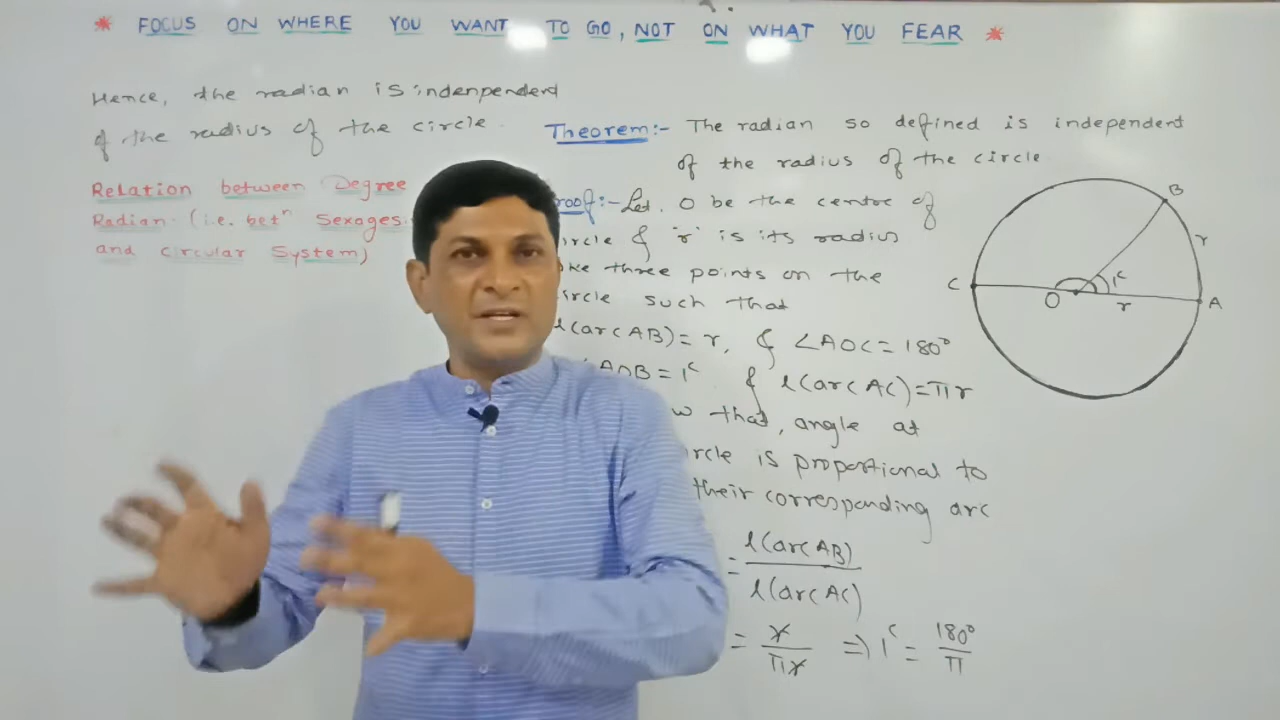 * FOCUS ON WHERE YOU WANT TO GO, NOT ON WHAT YOU FEAR *
Hence, the radian is indenpendent
of the radius of the circle.
Relation between Degree
Radian. (i.e. betⁿ Sexages
and circular System)
Theorem:- The radian so defined is independent
of the radius of the circle
roof:- Let, O be the centre of
ircle & 'r' is its radius
ke three points on the
ircle such that
l(arc AB) = r, & ∠AOC = 180°
AOB = 1ᶜ & l(arc AC) = πr
w that, angle at
rcle is proportional to
their corresponding arc
= l(arc AB) / l(arc AC)
= r / πr ⇒ 1ᶜ = 180° / π
B
r
C
1ᶜ
O
r
A